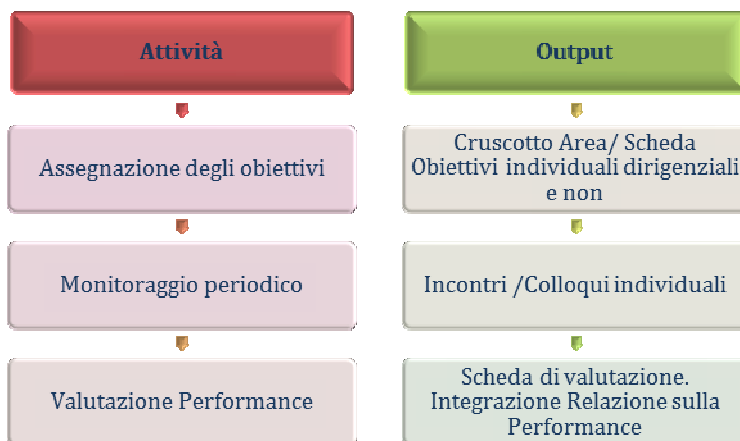 Attività
Assegnazione degli obiettivi
Monitoraggio periodico
Valutazione Performance
Output
Cruscotto Area/ Scheda
Obiettivi individuali dirigenziali
e non
Incontri /Colloqui individuali
Scheda di valutazione.
Integrazione Relazione sulla
Performance